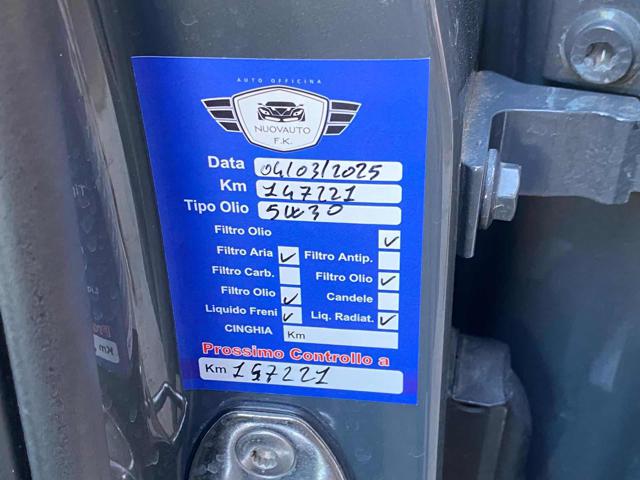 AUTO OFFICINA
NUOVAUTO
F.K.
Data 04/03/2025
Km 147221
Tipo Olio 5W30
Filtro Olio ✓
Filtro Aria ✓ Filtro Antip.
Filtro Carb. Filtro Olio ✓
Filtro Olio ✓ Candele
Liquido Freni ✓ Liq. Radiat. ✓
CINGHIA Km
Prossimo Controllo a
Km 157221